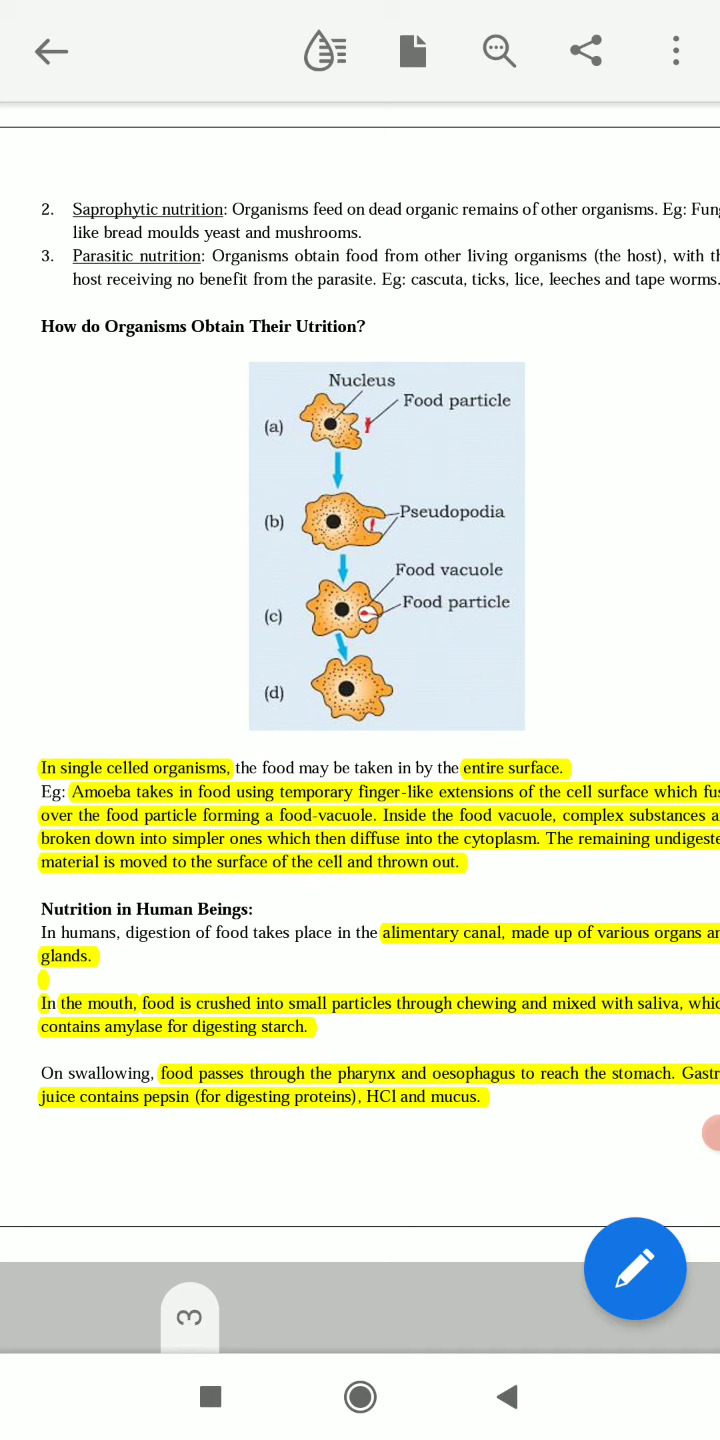 2. Saprophytic nutrition: Organisms feed on dead organic remains of other organisms. Eg:
like bread moulds yeast and mushrooms.
3. Parasitic nutrition: Organisms obtain food from other living organisms (the host), with
host receiving no benefit from the parasite. Eg: cascuta, ticks, lice, leeches and tape worms.
How do Organisms Obtain Their Utrition?
Nucleus
Food particle
(a)
(b)
Pseudopodia
Food vacuole
(c)
Food particle
(d)
In single celled organisms, the food may be taken in by the entire surface.
Eg: Amoeba takes in food using temporary finger-like extensions of the cell surface which
over the food particle forming a food-vacuole. Inside the food vacuole, complex substances
broken down into simpler ones which then diffuse into the cytoplasm. The remaining
material is moved to the surface of the cell and thrown out.
Nutrition in Human Beings:
In humans, digestion of food takes place in the alimentary canal, made up of various organs
glands.
In the mouth, food is crushed into small particles through chewing and mixed with saliva,
contains amylase for digesting starch.
On swallowing, food passes through the pharynx and oesophagus to reach the stomach.
juice contains pepsin (for digesting proteins), HCl and mucus.
3